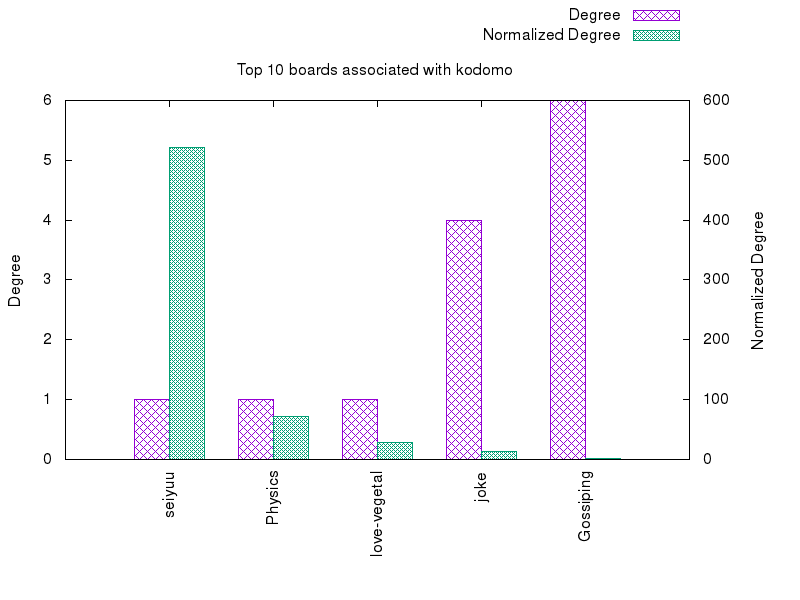 Degree
Normalized Degree
Top 10 boards associated with kodomo
6
5
4
3
2
1
0
Degree
600
500
400
300
200
100
0
Normalized Degree
seiyuu
Physics
love-vegetal
joke
Gossiping